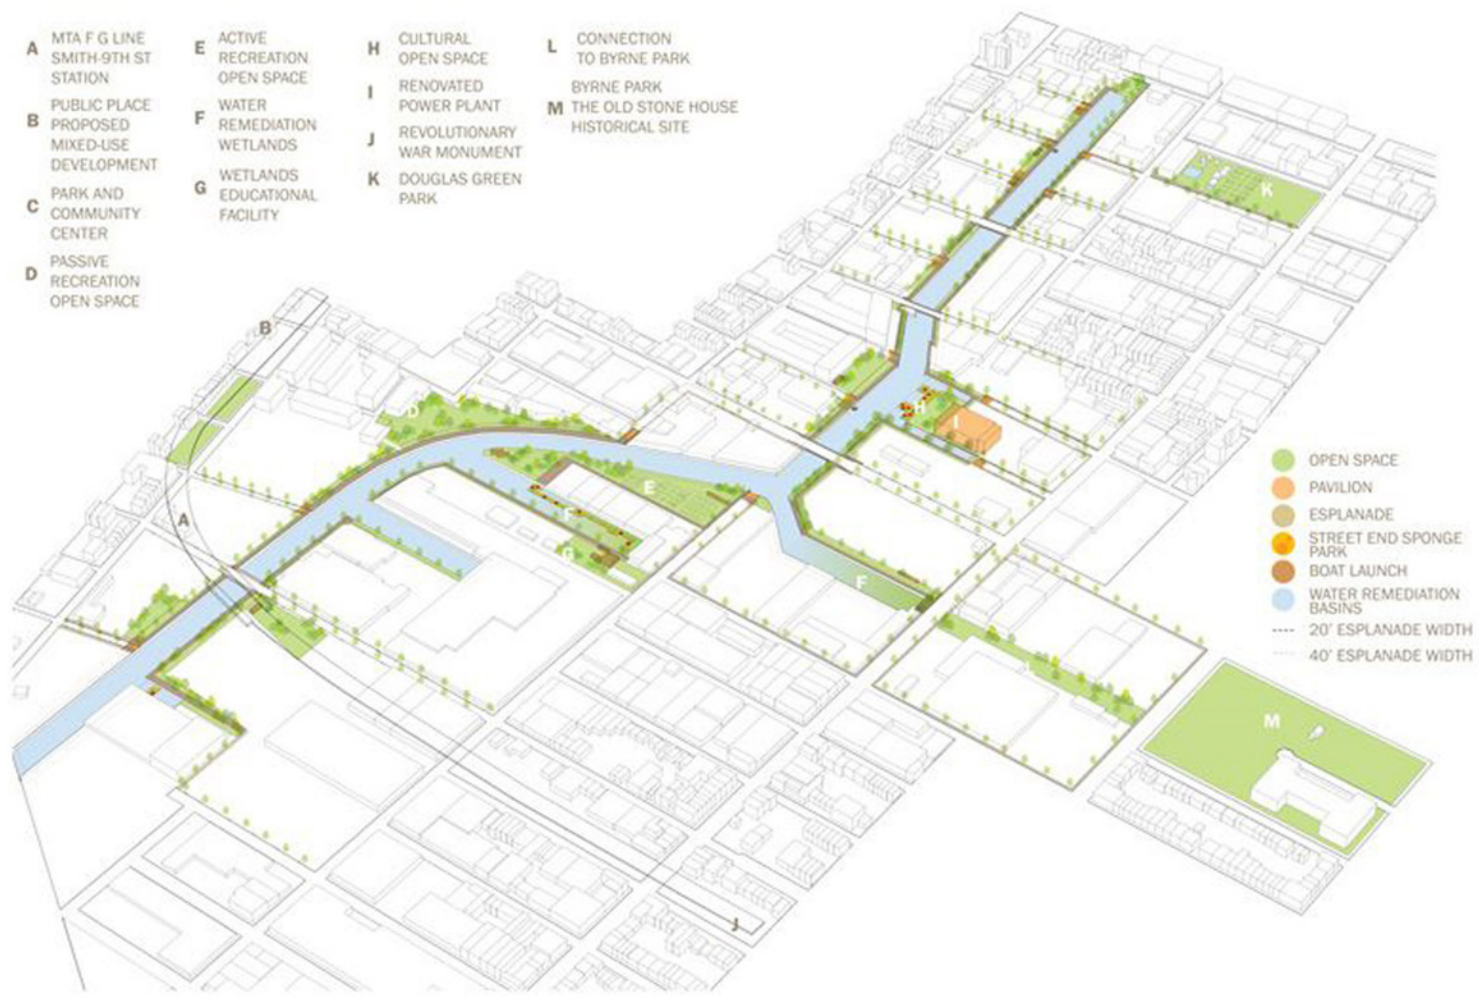 A MTA F G LINE
SMITH-9TH ST
STATION
B PUBLIC PLACE
PROPOSED
MIXED-USE
DEVELOPMENT
C PARK AND
COMMUNITY
CENTER
D PASSIVE
RECREATION
OPEN SPACE
E ACTIVE
RECREATION
OPEN SPACE
F WATER
REMEDIATION
WETLANDS
G WETLANDS
EDUCATIONAL
FACILITY
H CULTURAL
OPEN SPACE
I RENOVATED
POWER PLANT
J REVOLUTIONARY
WAR MONUMENT
K DOUGLAS GREEN
PARK
L CONNECTION
TO BYRNE PARK
BYRNE PARK
M THE OLD STONE HOUSE
HISTORICAL SITE
K
B
D
H
I
E
F
G
A
F
M
J
OPEN SPACE
PAVILION
ESPLANADE
STREET END SPONGE
PARK
BOAT LAUNCH
WATER REMEDIATION
BASINS
20' ESPLANADE WIDTH
40' ESPLANADE WIDTH